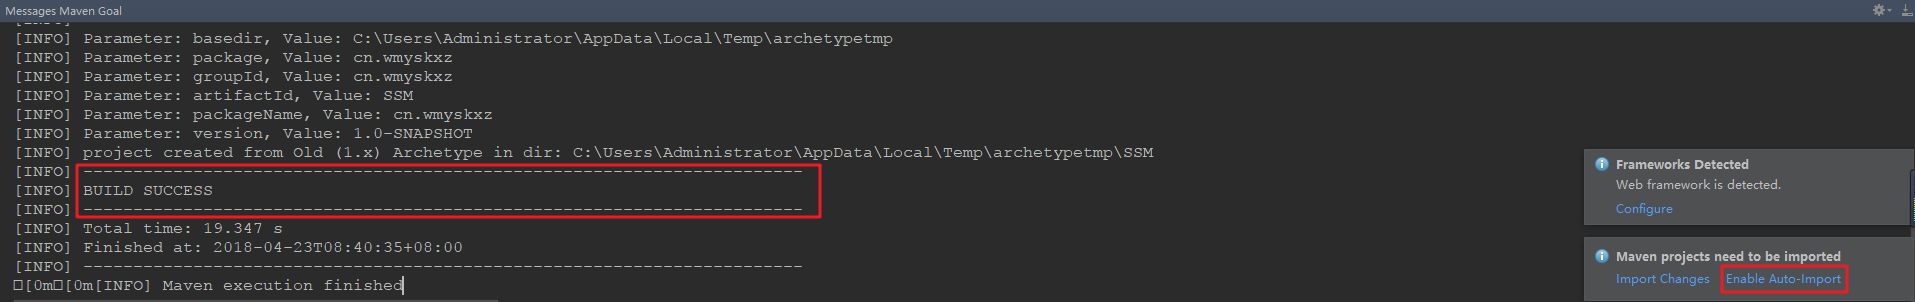 Messages Maven Goal
[INFO] Parameter: basedir, Value: C:\Users\Administrator\AppData\Local\Temp\archetypetmp
[INFO] Parameter: package, Value: cn.wmyskxz
[INFO] Parameter: groupId, Value: cn.wmyskxz
[INFO] Parameter: artifactId, Value: SSM
[INFO] Parameter: packageName, Value: cn.wmyskxz
[INFO] Parameter: version, Value: 1.0-SNAPSHOT
[INFO] project created from Old (1.x) Archetype in dir: C:\Users\Administrator\AppData\Local\Temp\archetypetmp\SSM
[INFO] ------------------------------------------------------------------------
[INFO] BUILD SUCCESS
[INFO] ------------------------------------------------------------------------
[INFO] Total time: 19.347 s
[INFO] Finished at: 2018-04-23T08:40:35+08:00
[INFO] ------------------------------------------------------------------------
□[0m□[0m[INFO] Maven execution finished
Frameworks Detected
Web framework is detected.
Configure
Maven projects need to be imported
Import Changes Enable Auto-Import